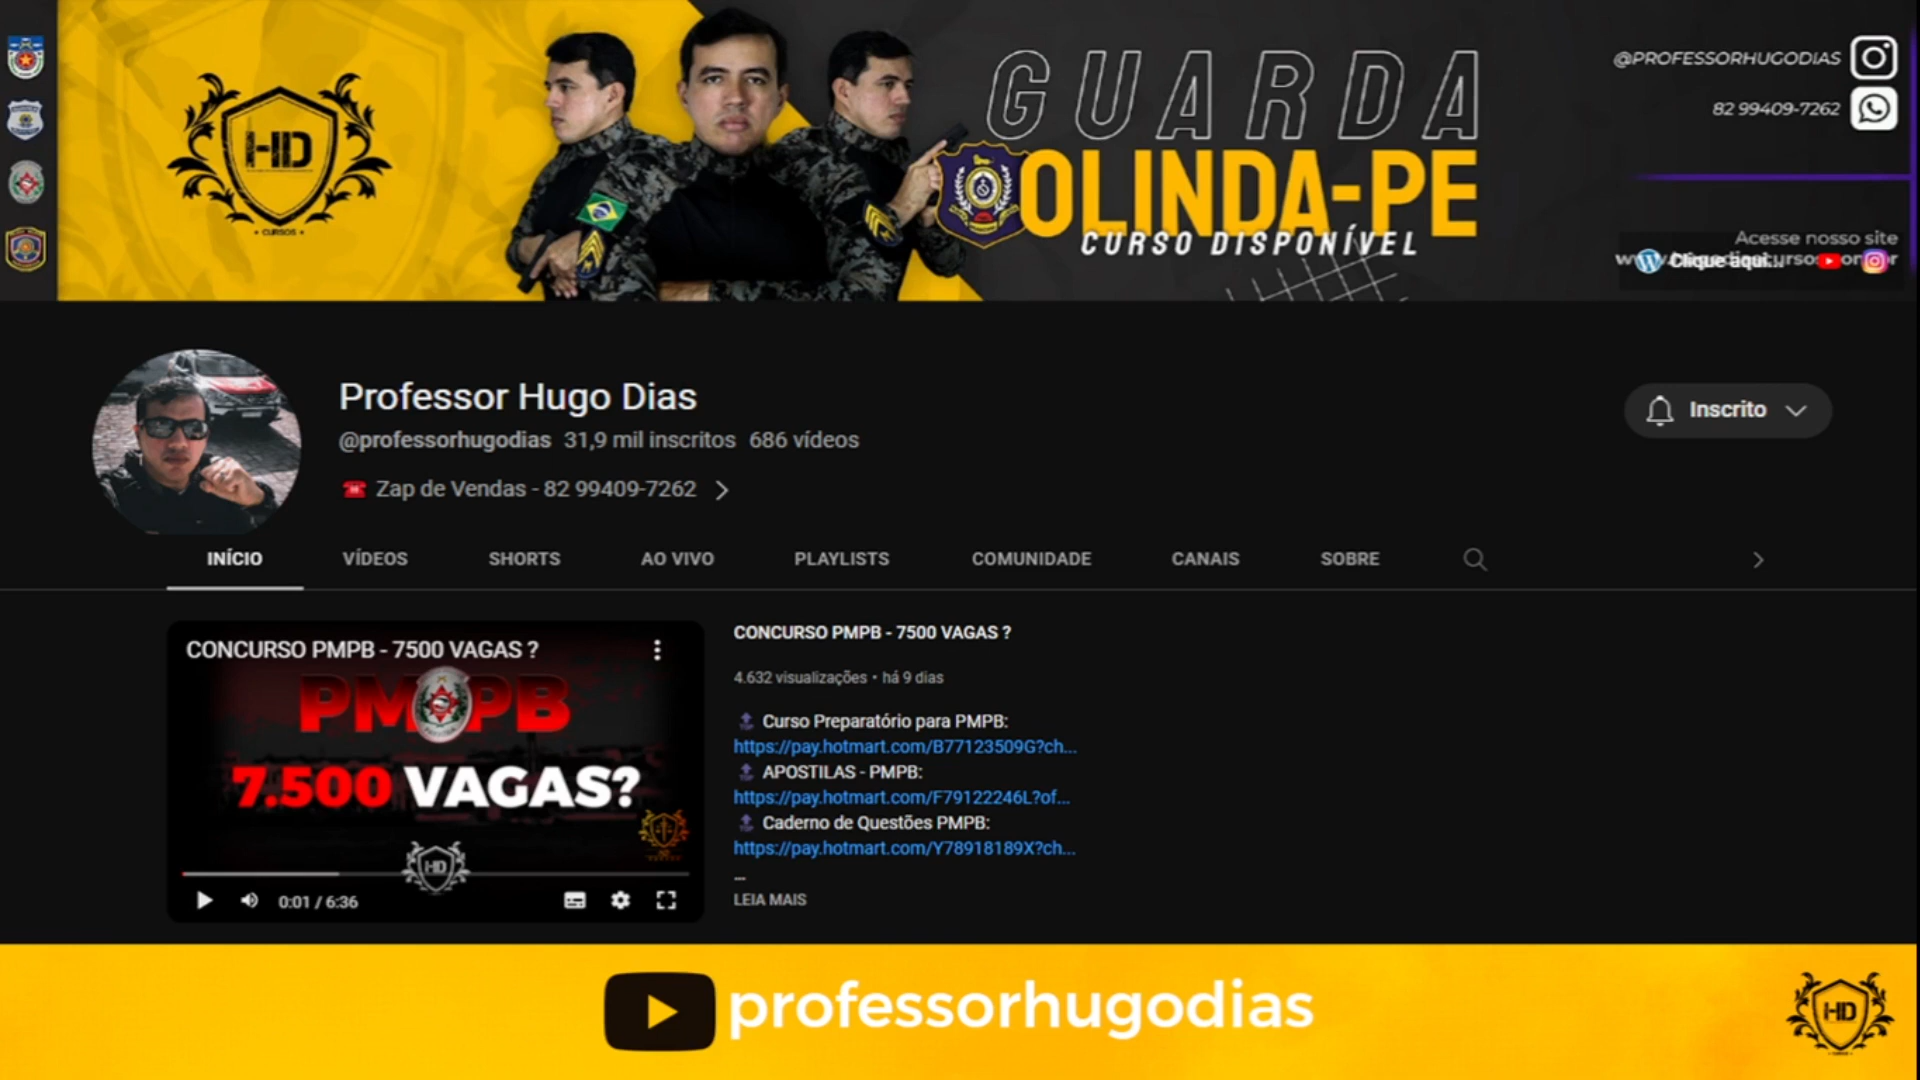 HD
• CURSOS •
GUARDA
OLINDA-PE
CURSO DISPONÍVEL
@PROFESSORHUGODIAS
82 99409-7262
Acesse nosso site
Clique aqui...
Professor Hugo Dias
@professorhugodias 31,9 mil inscritos 686 vídeos
Zap de Vendas - 82 99409-7262
Inscrito
INÍCIO VÍDEOS SHORTS AO VIVO PLAYLISTS COMUNIDADE CANAIS SOBRE
CONCURSO PMPB - 7500 VAGAS ?
PMPB
7.500 VAGAS?
HD
0:01 / 6:36
CONCURSO PMPB - 7500 VAGAS ?
4.632 visualizações • há 9 dias
Curso Preparatório para PMPB:
https://pay.hotmart.com/B77123509G?ch...
APOSTILAS - PMPB:
https://pay.hotmart.com/F79122246L?of...
Caderno de Questões PMPB:
https://pay.hotmart.com/Y78918189X?ch...
...
LEIA MAIS
professorhugodias
HD